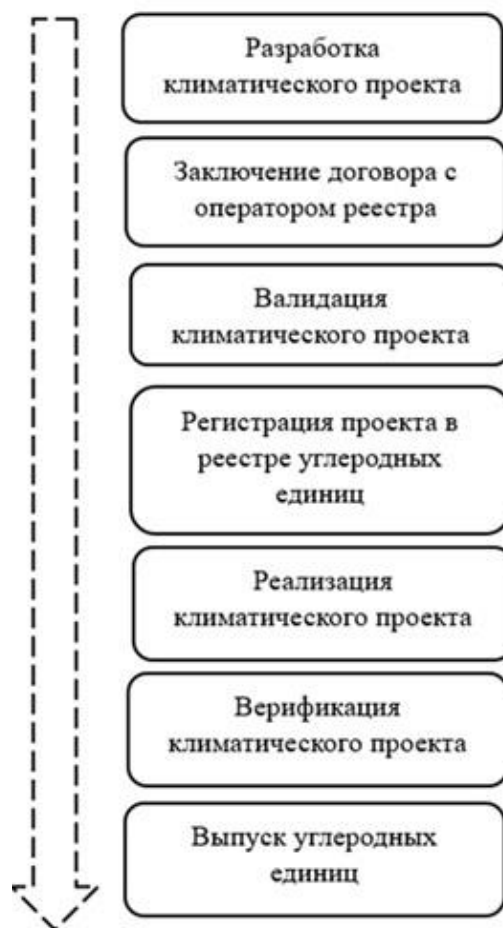 Разработка
климатического проекта
Заключение договора с
оператором реестра
Валидация
климатического проекта
Регистрация проекта в
реестре углеродных
единиц
Реализация
климатического проекта
Верификация
климатического проекта
Выпуск углеродных
единиц